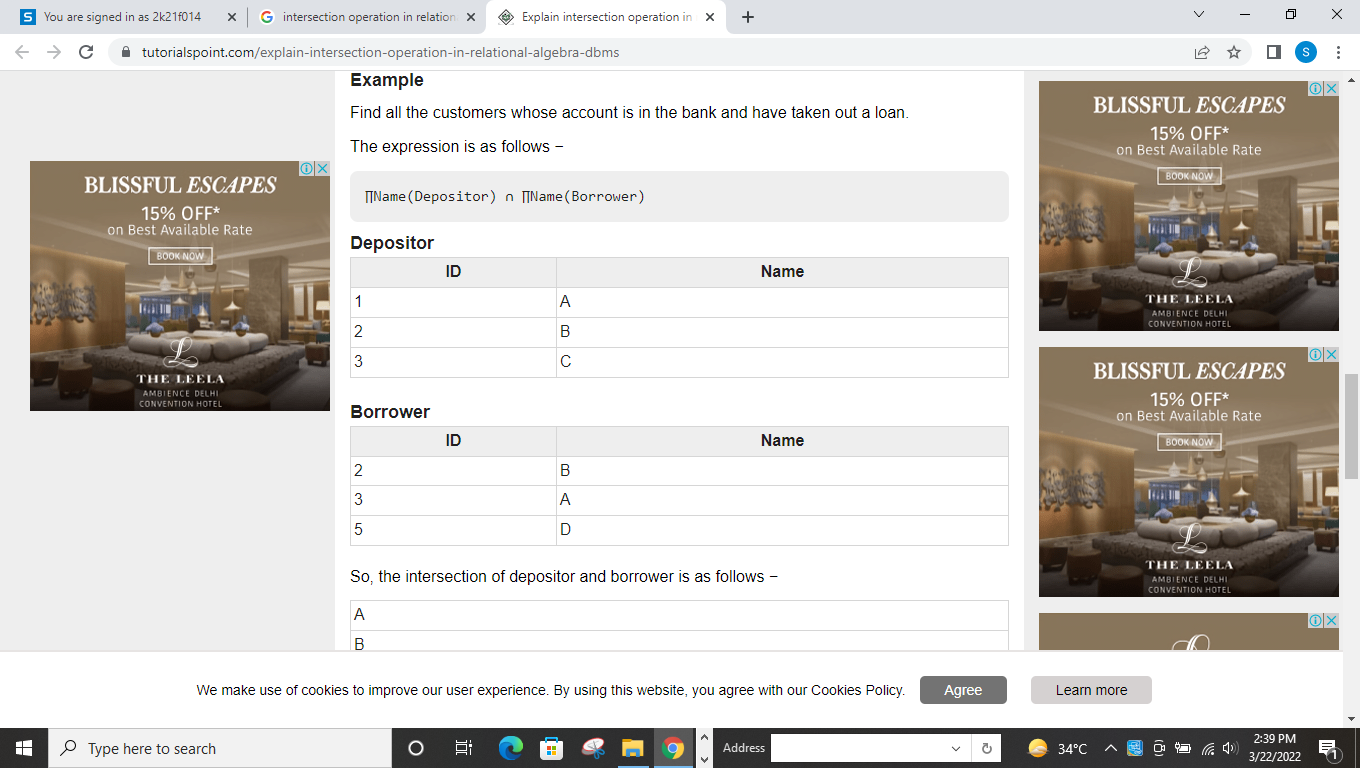 You are signed in as 2k21f014
intersection operation in relation
Explain intersection operation in
tutorialspoint.com/explain-intersection-operation-in-relational-algebra-dbms
S
Example
Find all the customers whose account is in the bank and have taken out a loan.
The expression is as follows −
∏Name(Depositor) ∩ ∏Name(Borrower)
Depositor
ID Name
1 A
2 B
3 C
Borrower
ID Name
2 B
3 A
5 D
So, the intersection of depositor and borrower is as follows −
A
B
BLISSFUL ESCAPES
15% OFF*
on Best Available Rate
BOOK NOW
THE LEELA
AMBIENCE DELHI
CONVENTION HOTEL
BLISSFUL ESCAPES
15% OFF*
on Best Available Rate
BOOK NOW
THE LEELA
AMBIENCE DELHI
CONVENTION HOTEL
BLISSFUL ESCAPES
15% OFF*
on Best Available Rate
BOOK NOW
THE LEELA
AMBIENCE DELHI
CONVENTION HOTEL
We make use of cookies to improve our user experience. By using this website, you agree with our Cookies Policy.
Agree
Learn more
Type here to search
Address
34°C
2:39 PM
3/22/2022
1